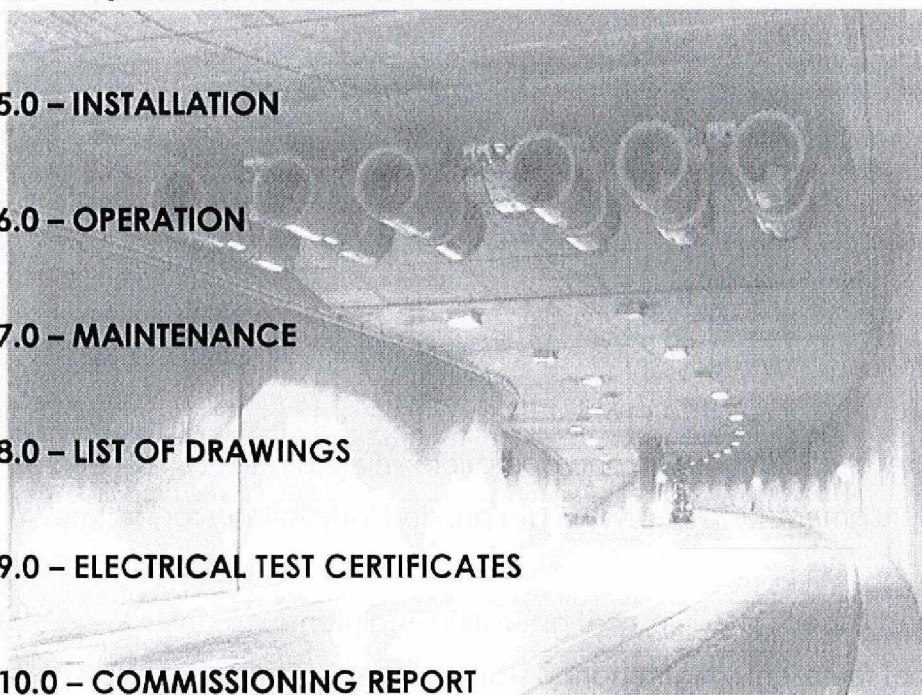 5.0 – INSTALLATION
6.0 – OPERATION
7.0 – MAINTENANCE
8.0 – LIST OF DRAWINGS
9.0 – ELECTRICAL TEST CERTIFICATES
10.0 – COMMISSIONING REPORT